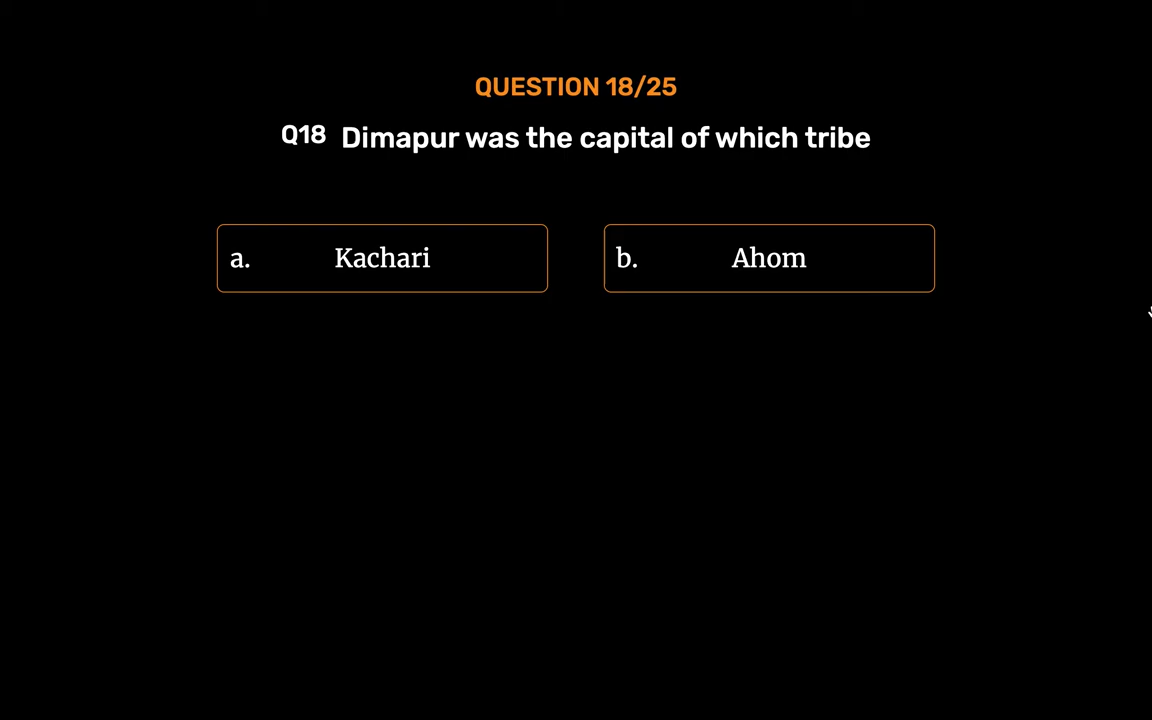 QUESTION 18/25
Q18 Dimapur was the capital of which tribe
a. Kachari
b. Ahom